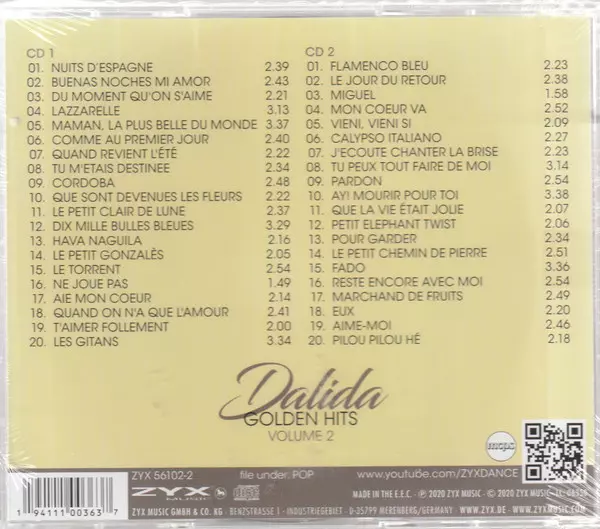 CD 1
01. NUITS D'ESPAGNE 2.39
02. BUENAS NOCHES MI AMOR 2.43
03. DU MOMENT QU'ON S'AIME 2.21
04. LAZZARELLE 3.13
05. MAMAN, LA PLUS BELLE DU MONDE 3.37
06. COMME AU PREMIER JOUR 2.40
07. QUAND REVIENT L'ÉTÉ 2.22
08. TU M'ETAIS DESTINEE 2.34
09. CORDOBA 2.48
10. QUE SONT DEVENUES LES FLEURS 2.22
11. LE PETIT CLAIR DE LUNE 2.37
12. DIX MILLE BULLES BLEUES 3.29
13. HAVA NAGUILA 2.16
14. LE PETIT GONZALÈS 2.05
15. LE TORRENT 2.54
16. NE JOUE PAS 1.49
17. AIE MON COEUR 2.14
18. QUAND ON N'A QUE L'AMOUR 2.41
19. T'AIMER FOLLEMENT 2.00
20. LES GITANS 3.34
CD 2
01. FLAMENCO BLEU 2.23
02. LE JOUR DU RETOUR 2.38
03. MIGUEL 1.58
04. MON COEUR VA 2.52
05. VIENI, VIENI SI 2.09
06. CALYPSO ITALIANO 2.27
07. J'ECOUTE CHANTER LA BRISE 2.23
08. TU PEUX TOUT FAIRE DE MOI 3.14
09. PARDON 2.54
10. AY! MOURIR POUR TOI 3.38
11. QUE LA VIE ÉTAIT JOLIE 2.07
12. PETIT ELEPHANT TWIST 2.06
13. POUR GARDER 2.34
14. LE PETIT CHEMIN DE PIERRE 2.51
15. FADO 3.36
16. RESTE ENCORE AVEC MOI 2.54
17. MARCHAND DE FRUITS 2.49
18. EUX 2.20
19. AIME-MOI 2.46
20. PILOU PILOU HÉ 2.18
Dalida
GOLDEN HITS
VOLUME 2
mcps
ZYX 56102-2 file under: POP www.youtube.com/ZYXDANCE
ZYX
MUSIC
MADE IN THE E.E.C. ℗ 2020 ZYX MUSIC © 2020 ZYX MUSIC
ZYX MUSIC GMBH & CO. KG BENZSTRASSE 1 INDUSTRIEGEBIET D-35799 MERENBERG/GERMANY WWW.ZYX.DE WWW.ZYXMUSIC.COM
1 94111 00363 7